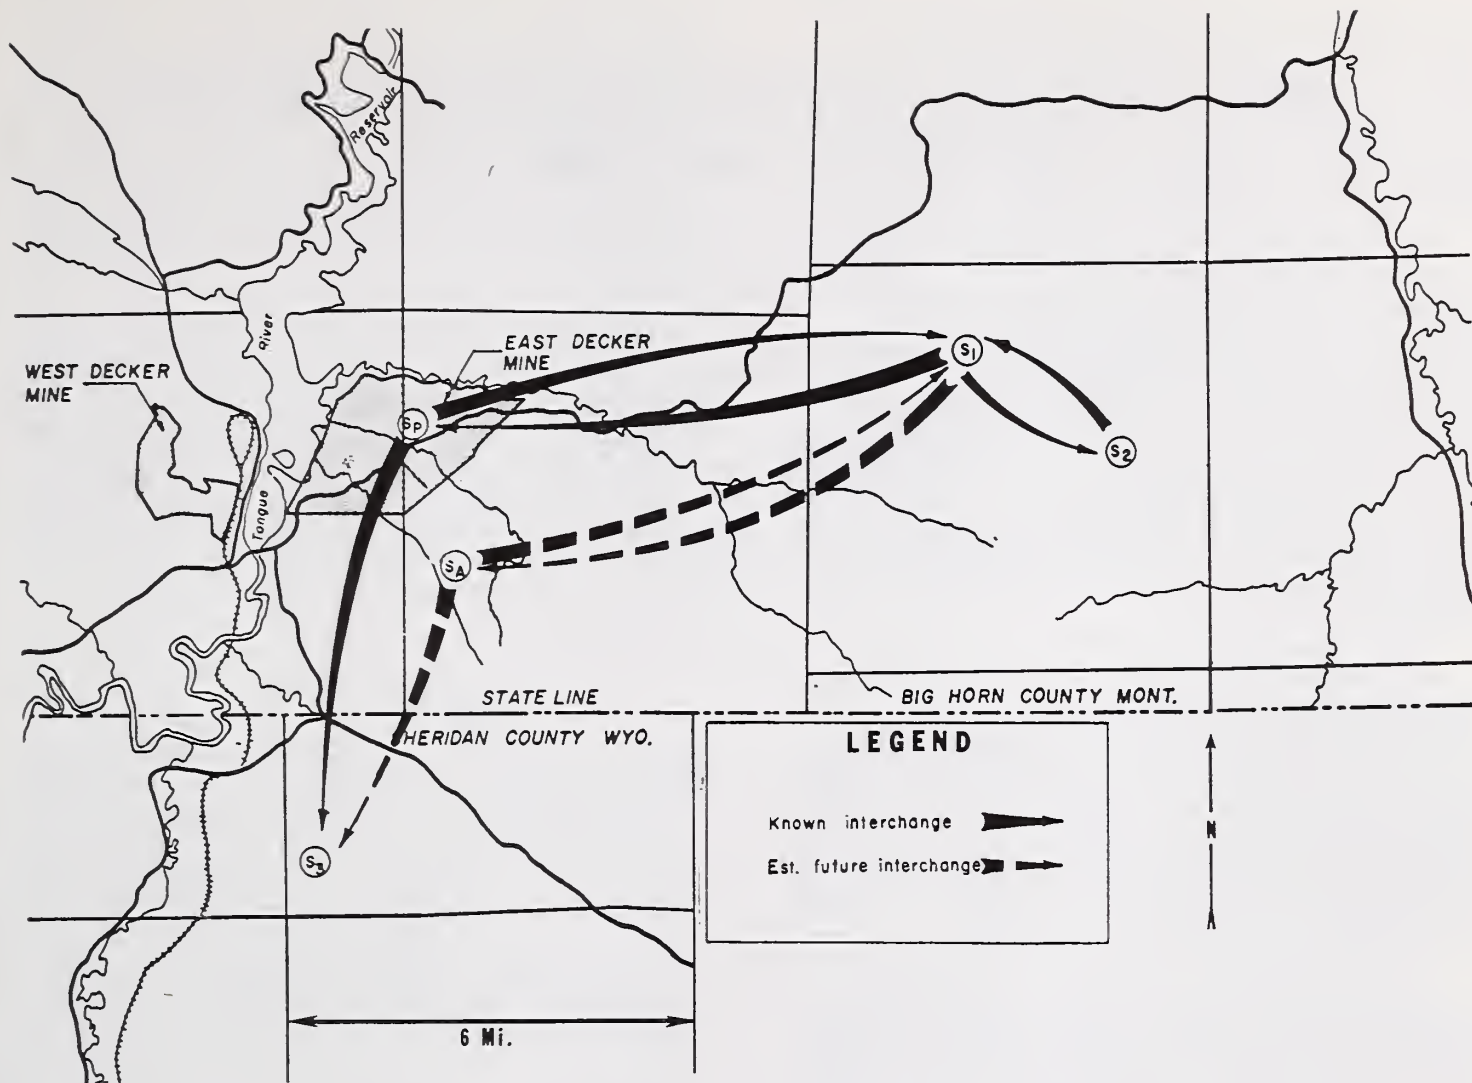 Reservoir
River
EAST DECKER
MINE
WEST DECKER
MINE
S1
SP
S2
Tongue
SA
STATE LINE
BIG HORN COUNTY MONT.
SHERIDAN COUNTY WYO.
LEGEND
Known interchange
Est. future interchange
N
S3
6 Mi.